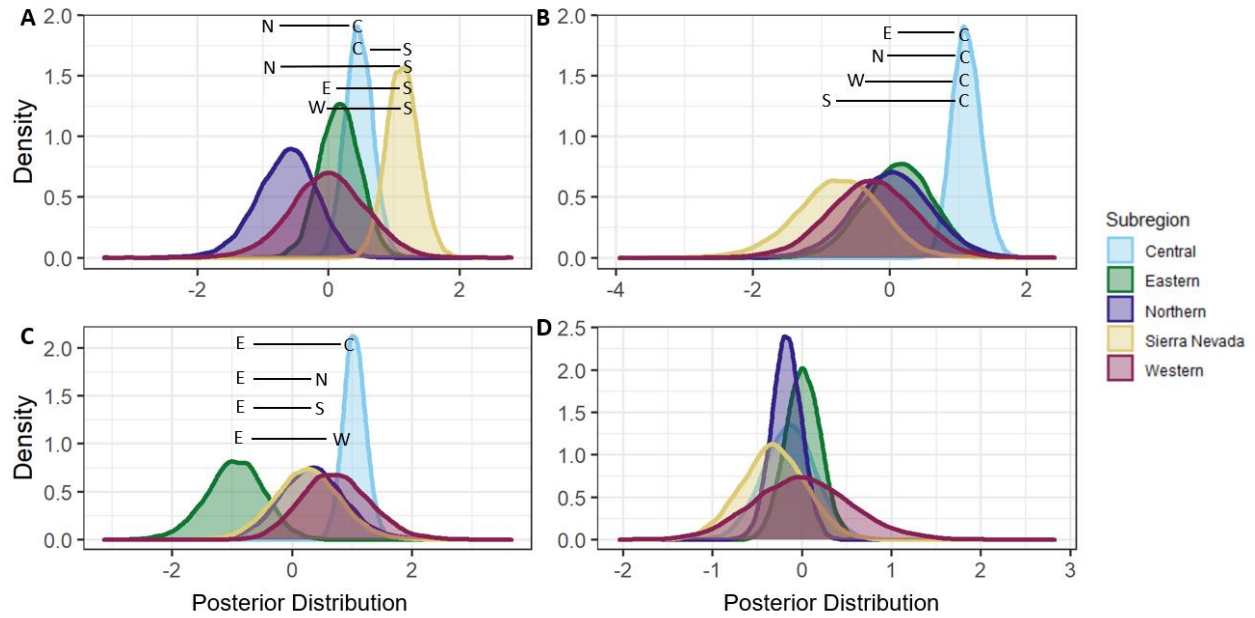 A
2.0
N C
C S
1.5
N S
E S
W S
Density
1.0
0.5
0.0
-2 0 2
B
2.0
E C
N C
1.5
W C
S C
1.0
0.5
0.0
-4 -2 0 2
C
2.0
E C
E N
1.5
E S
E W
Density
1.0
0.5
0.0
-2 0 2
Posterior Distribution
D
2.5
2.0
1.5
1.0
0.5
0.0
-2 -1 0 1 2 3
Posterior Distribution
Subregion
Central
Eastern
Northern
Sierra Nevada
Western